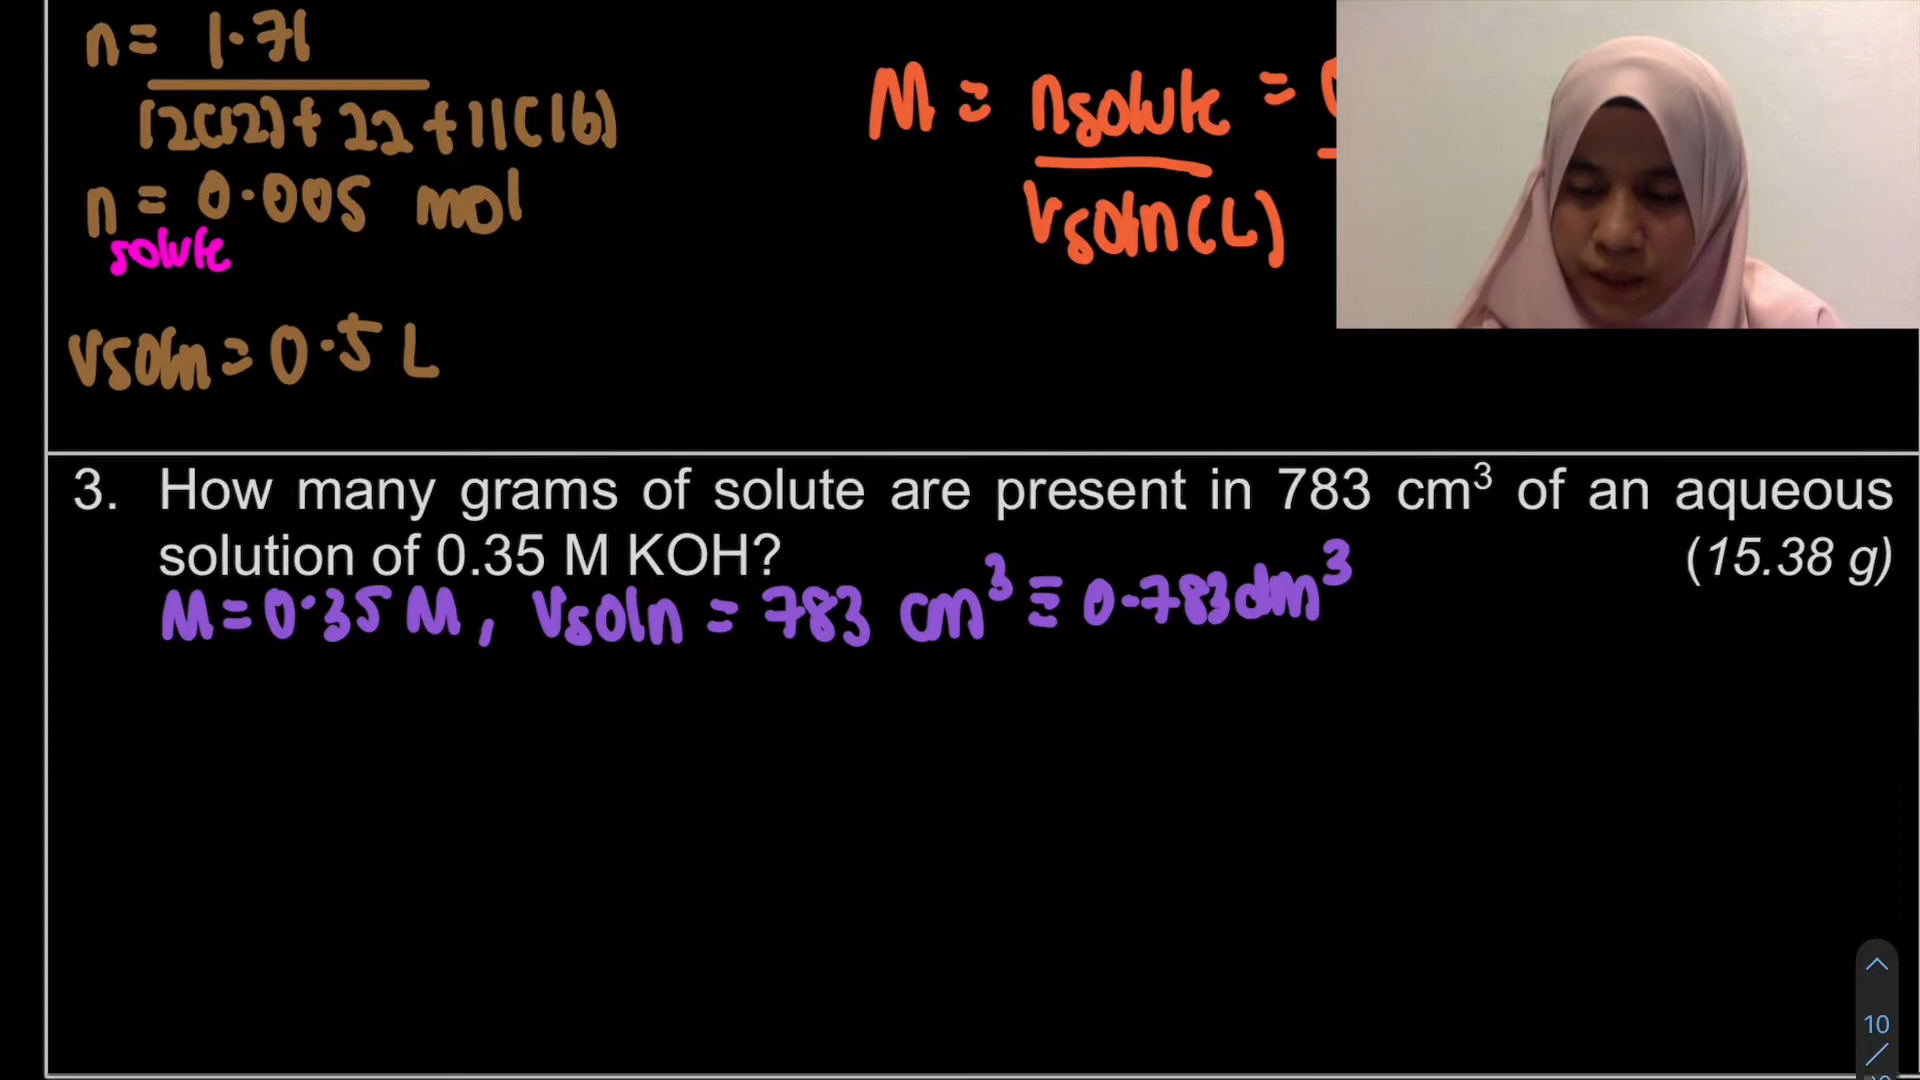 n = 1.71
12(12) + 22 + 11(16)
n = 0.005 mol
solute
Vsoln = 0.5 L
M = nsolute =
Vsoln (L)
3. How many grams of solute are present in 783 cm³ of an aqueous
solution of 0.35 M KOH? (15.38 g)
M = 0.35 M, Vsoln = 783 cm³ ≡ 0.783 dm³
10
/